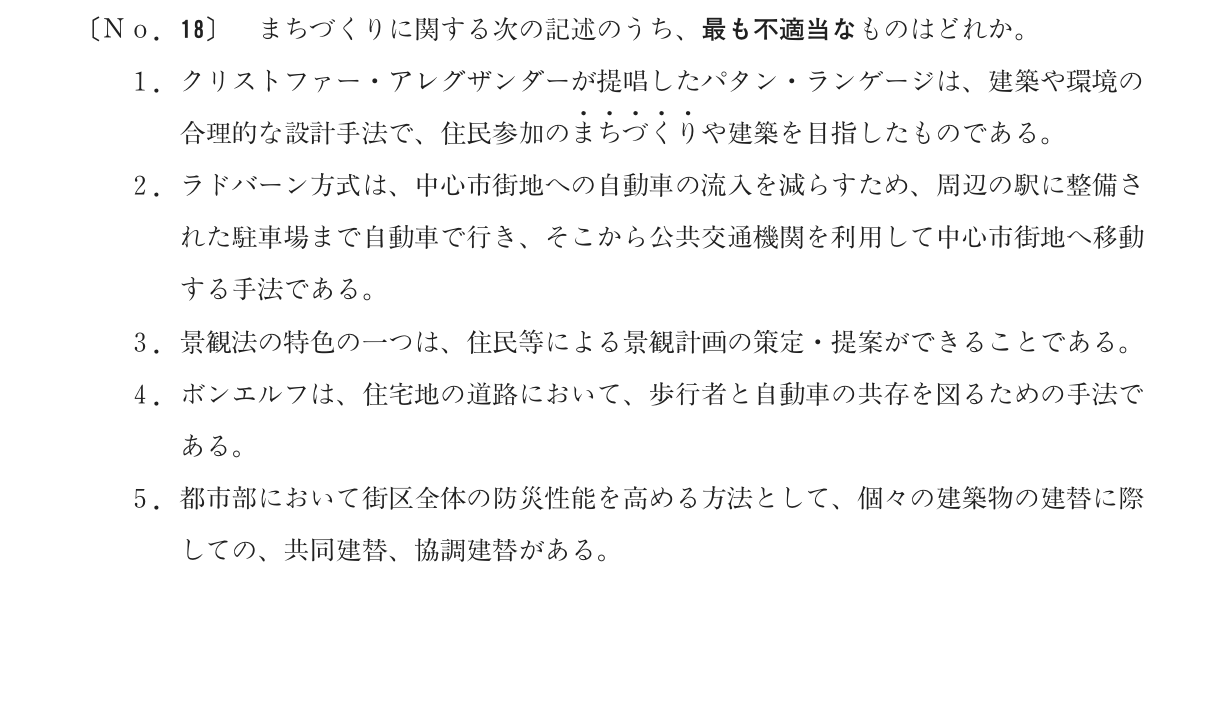 〔Ｎｏ．18〕　まちづくりに関する次の記述のうち、最も不適当なものはどれか。
１．クリストファー・アレグザンダーが提唱したパタン・ランゲージは、建築や環境の
合理的な設計手法で、住民参加のまちづくりや建築を目指したものである。
２．ラドバーン方式は、中心市街地への自動車の流入を減らすため、周辺の駅に整備さ
れた駐車場まで自動車で行き、そこから公共交通機関を利用して中心市街地へ移動
する手法である。
３．景観法の特色の一つは、住民等による景観計画の策定・提案ができることである。
４．ボンエルフは、住宅地の道路において、歩行者と自動車の共存を図るための手法で
ある。
５．都市部において街区全体の防災性能を高める方法として、個々の建築物の建替に際
しての、共同建替、協調建替がある。